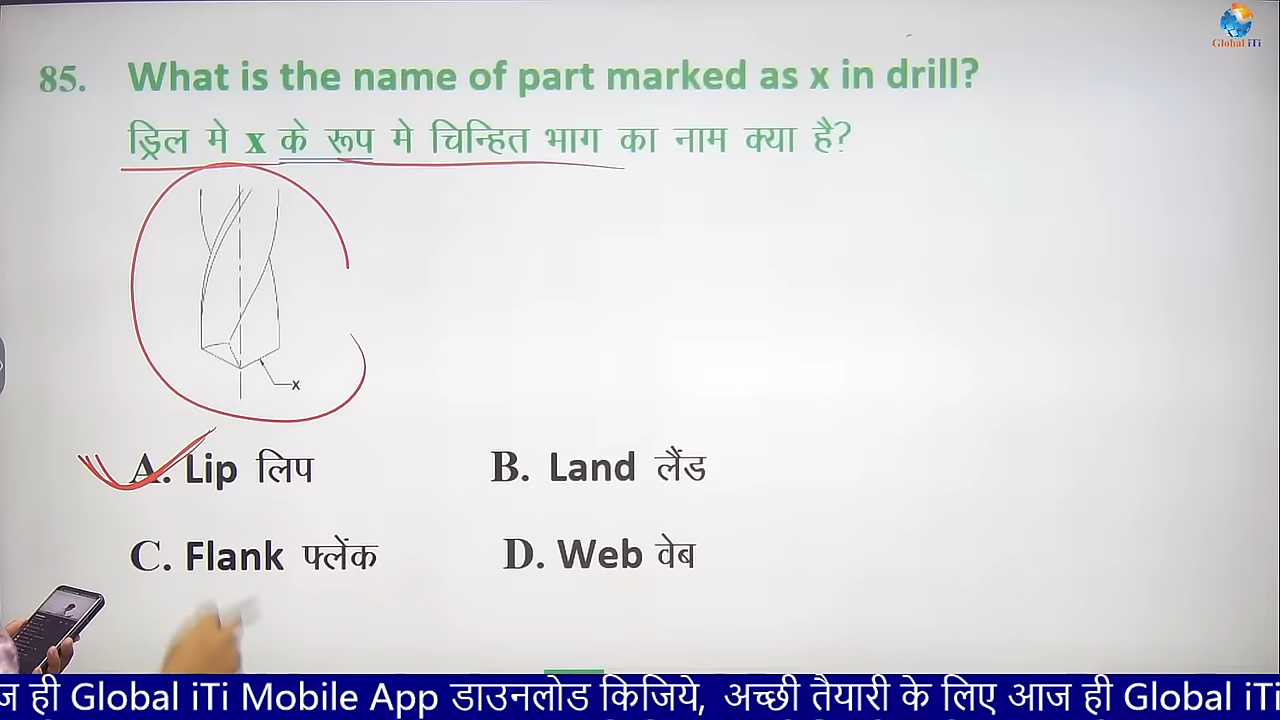 Global iTi
85. What is the name of part marked as x in drill?
ड्रिल मे x के रूप मे चिन्हित भाग का नाम क्या है?
x
A. Lip लिप
B. Land लैंड
C. Flank फ्लेंक
D. Web वेब
ज ही Global iTi Mobile App डाउनलोड किजिये, अच्छी तैयारी के लिए आज ही Global iTi